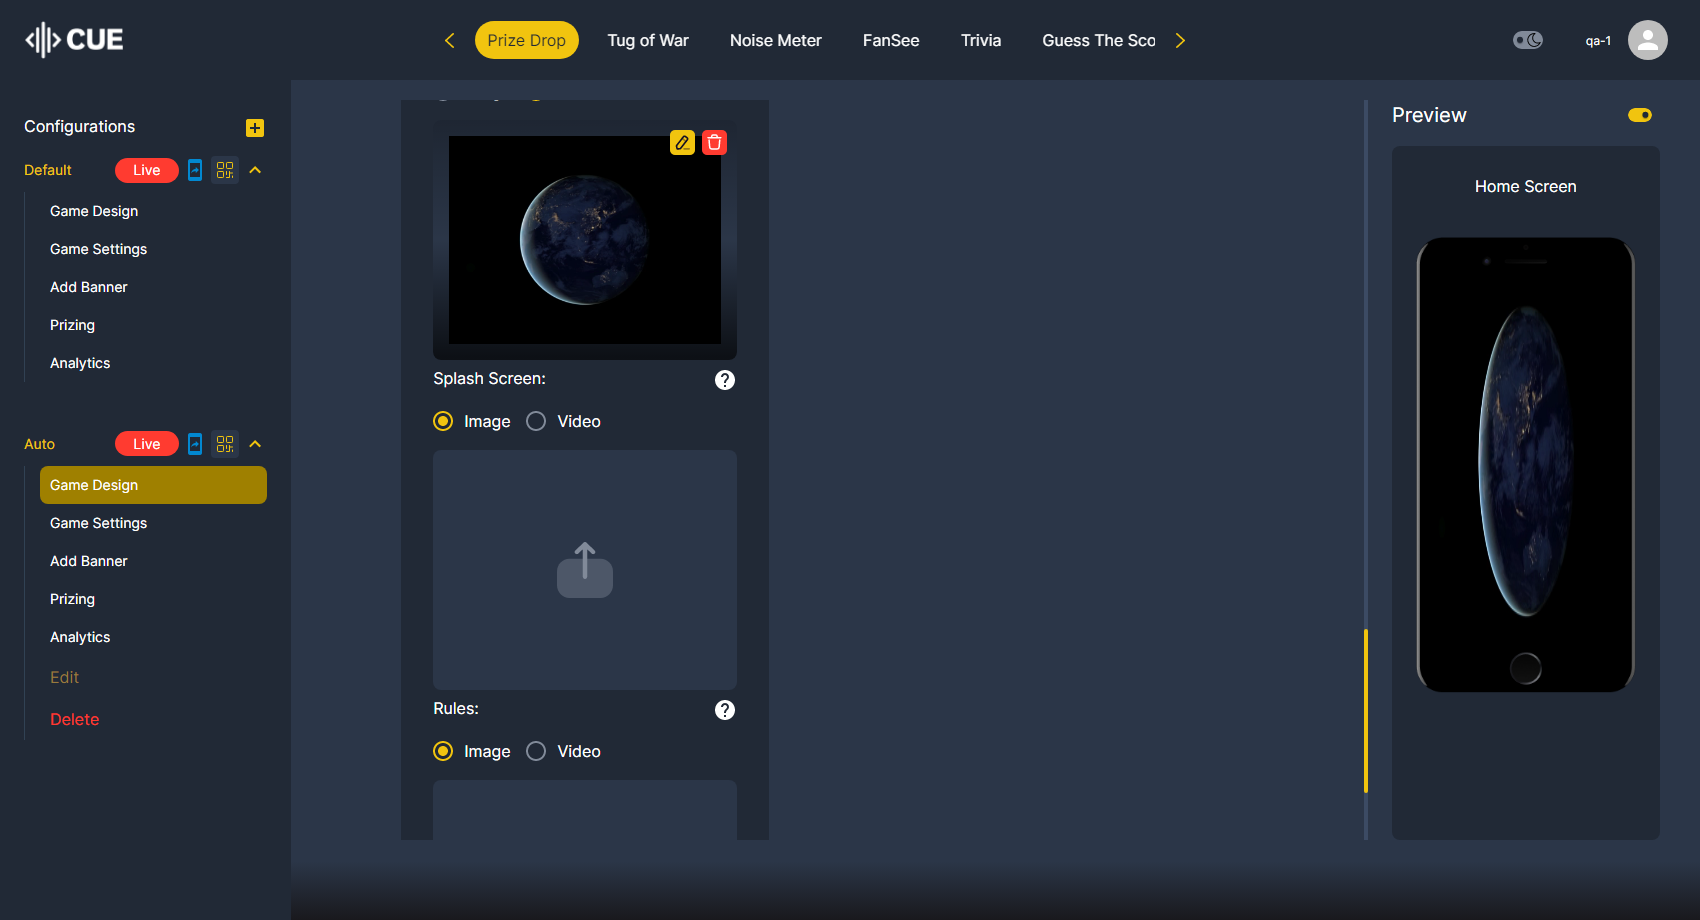 CUE
Prize Drop
Tug of War
Noise Meter
FanSee
Trivia
Guess The Sco
qa-1
Configurations
Default
Live
Game Design
Game Settings
Add Banner
Prizing
Analytics
Auto
Live
Game Design
Game Settings
Add Banner
Prizing
Analytics
Edit
Delete
Splash Screen:
?
Image
Video
Rules:
?
Image
Video
Preview
Home Screen